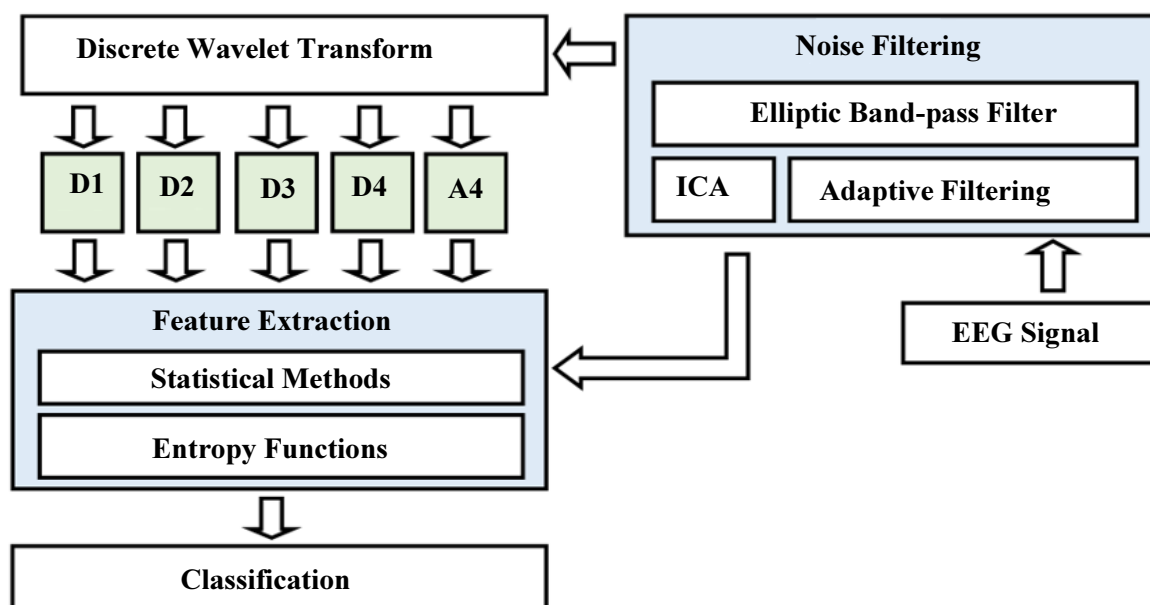 Discrete Wavelet Transform
Noise Filtering
Elliptic Band-pass Filter
ICA
Adaptive Filtering
D1
D2
D3
D4
A4
EEG Signal
Feature Extraction
Statistical Methods
Entropy Functions
Classification